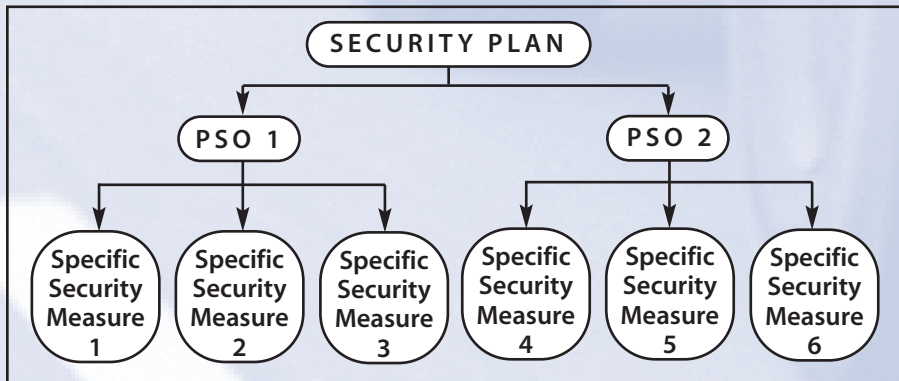 SECURITY PLAN
PSO 1
PSO 2
Specific
Security
Measure
1
Specific
Security
Measure
2
Specific
Security
Measure
3
Specific
Security
Measure
4
Specific
Security
Measure
5
Specific
Security
Measure
6